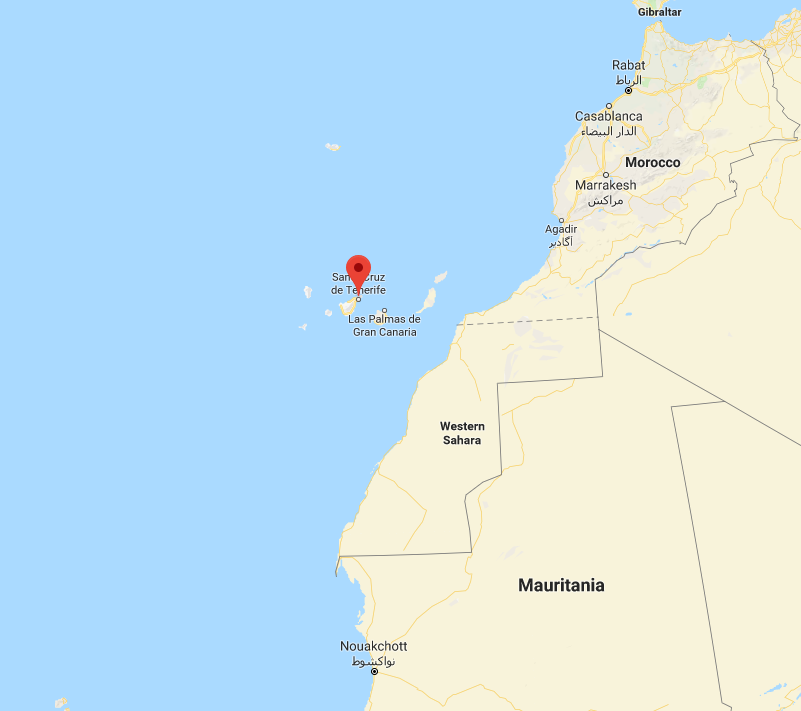 Gibraltar
Rabat
الرباط
Casablanca
الدار البيضاء
Morocco
Marrakesh
مراكش
Agadir
أكادير
Santa Cruz
de Tenerife
Las Palmas de
Gran Canaria
Western
Sahara
Mauritania
Nouakchott
نواكشوط